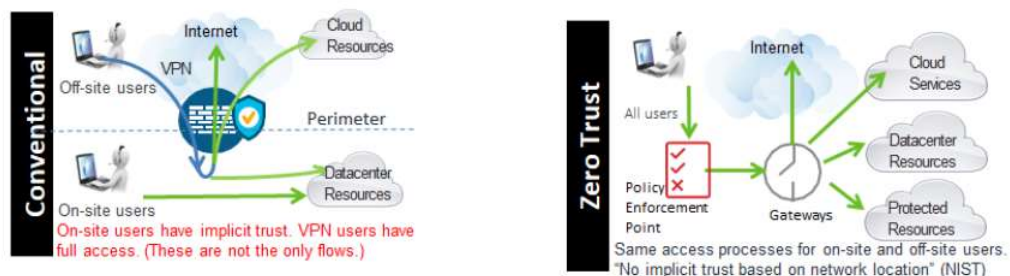 Conventional
Internet
Cloud
Resources
VPN
Off-site users
Perimeter
Datacenter
Resources
On-site users
On-site users have implicit trust. VPN users have
full access. (These are not the only flows.)
Zero Trust
Internet
Cloud
Services
All users
Datacenter
Resources
Policy
Enforcement
Point
Gateways
Protected
Resources
Same access processes for on-site and off-site users.
“No implicit trust based on network location” (NIST)